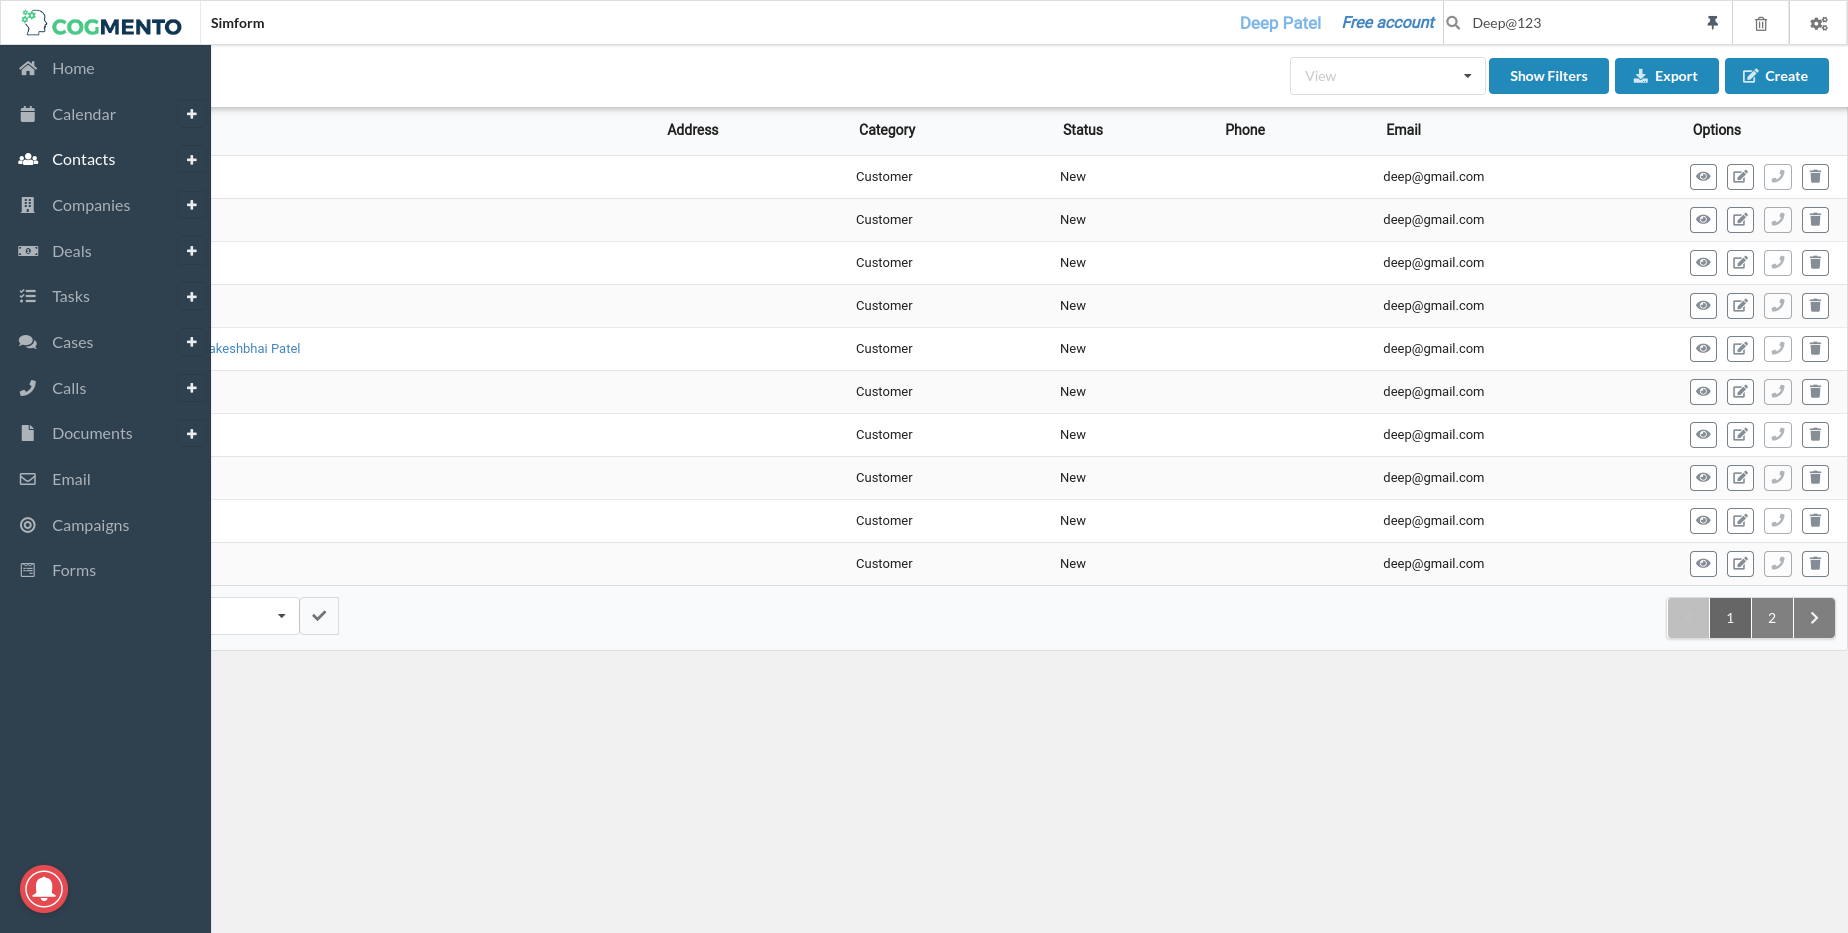 COGMENTO Simform Deep Patel Free account Deep@123
Home
View Show Filters Export Create
Calendar
Address Category Status Phone Email Options
Contacts
Customer New deep@gmail.com
Companies
Customer New deep@gmail.com
Deals
Customer New deep@gmail.com
Tasks
Customer New deep@gmail.com
Cases
akeshbhai Patel Customer New deep@gmail.com
Calls
Customer New deep@gmail.com
Documents
Customer New deep@gmail.com
Email
Customer New deep@gmail.com
Campaigns
Customer New deep@gmail.com
Forms
Customer New deep@gmail.com
1 2